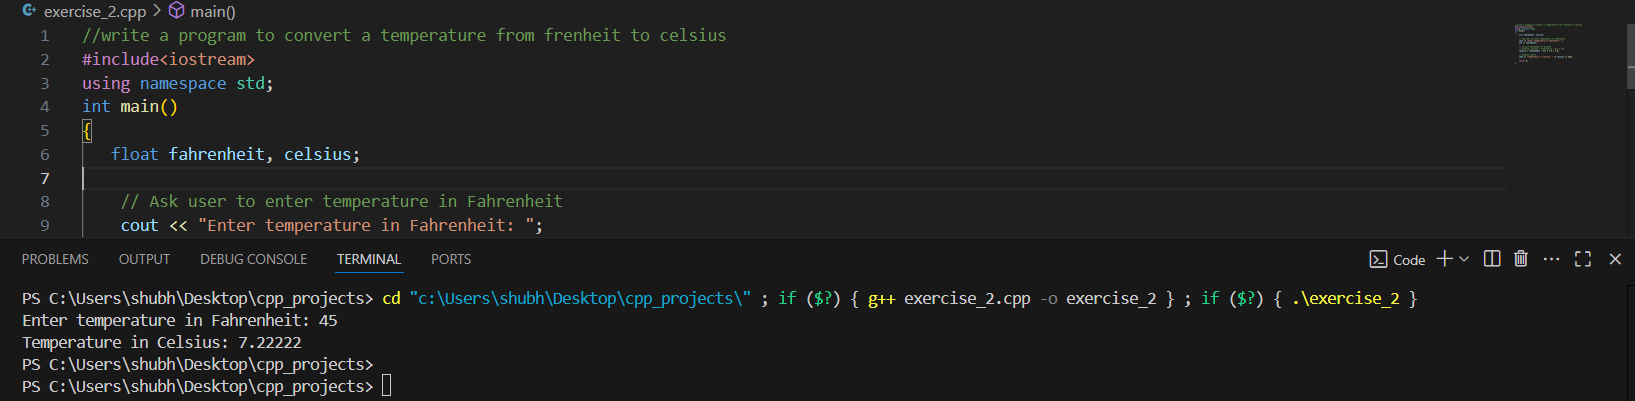 exercise_2.cpp > main()
1 //write a program to convert a temperature from frenheit to celsius
2 #include<iostream>
3 using namespace std;
4 int main()
5 {
6 float fahrenheit, celsius;
7
8 // Ask user to enter temperature in Fahrenheit
9 cout << "Enter temperature in Fahrenheit: ";
PROBLEMS OUTPUT DEBUG CONSOLE TERMINAL PORTS Code
PS C:\Users\shubh\Desktop\cpp_projects> cd "c:\Users\shubh\Desktop\cpp_projects\" ; if ($?) { g++ exercise_2.cpp -o exercise_2 } ; if ($?) { .\exercise_2 }
Enter temperature in Fahrenheit: 45
Temperature in Celsius: 7.22222
PS C:\Users\shubh\Desktop\cpp_projects>
PS C:\Users\shubh\Desktop\cpp_projects>